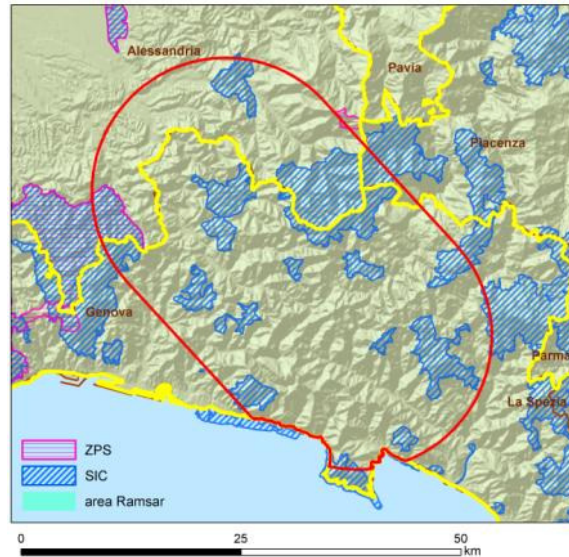 Alessandria
Pavia
Piacenza
Genova
Parma
La Spezia
ZPS
SIC
area Ramsar
0 25 50
km